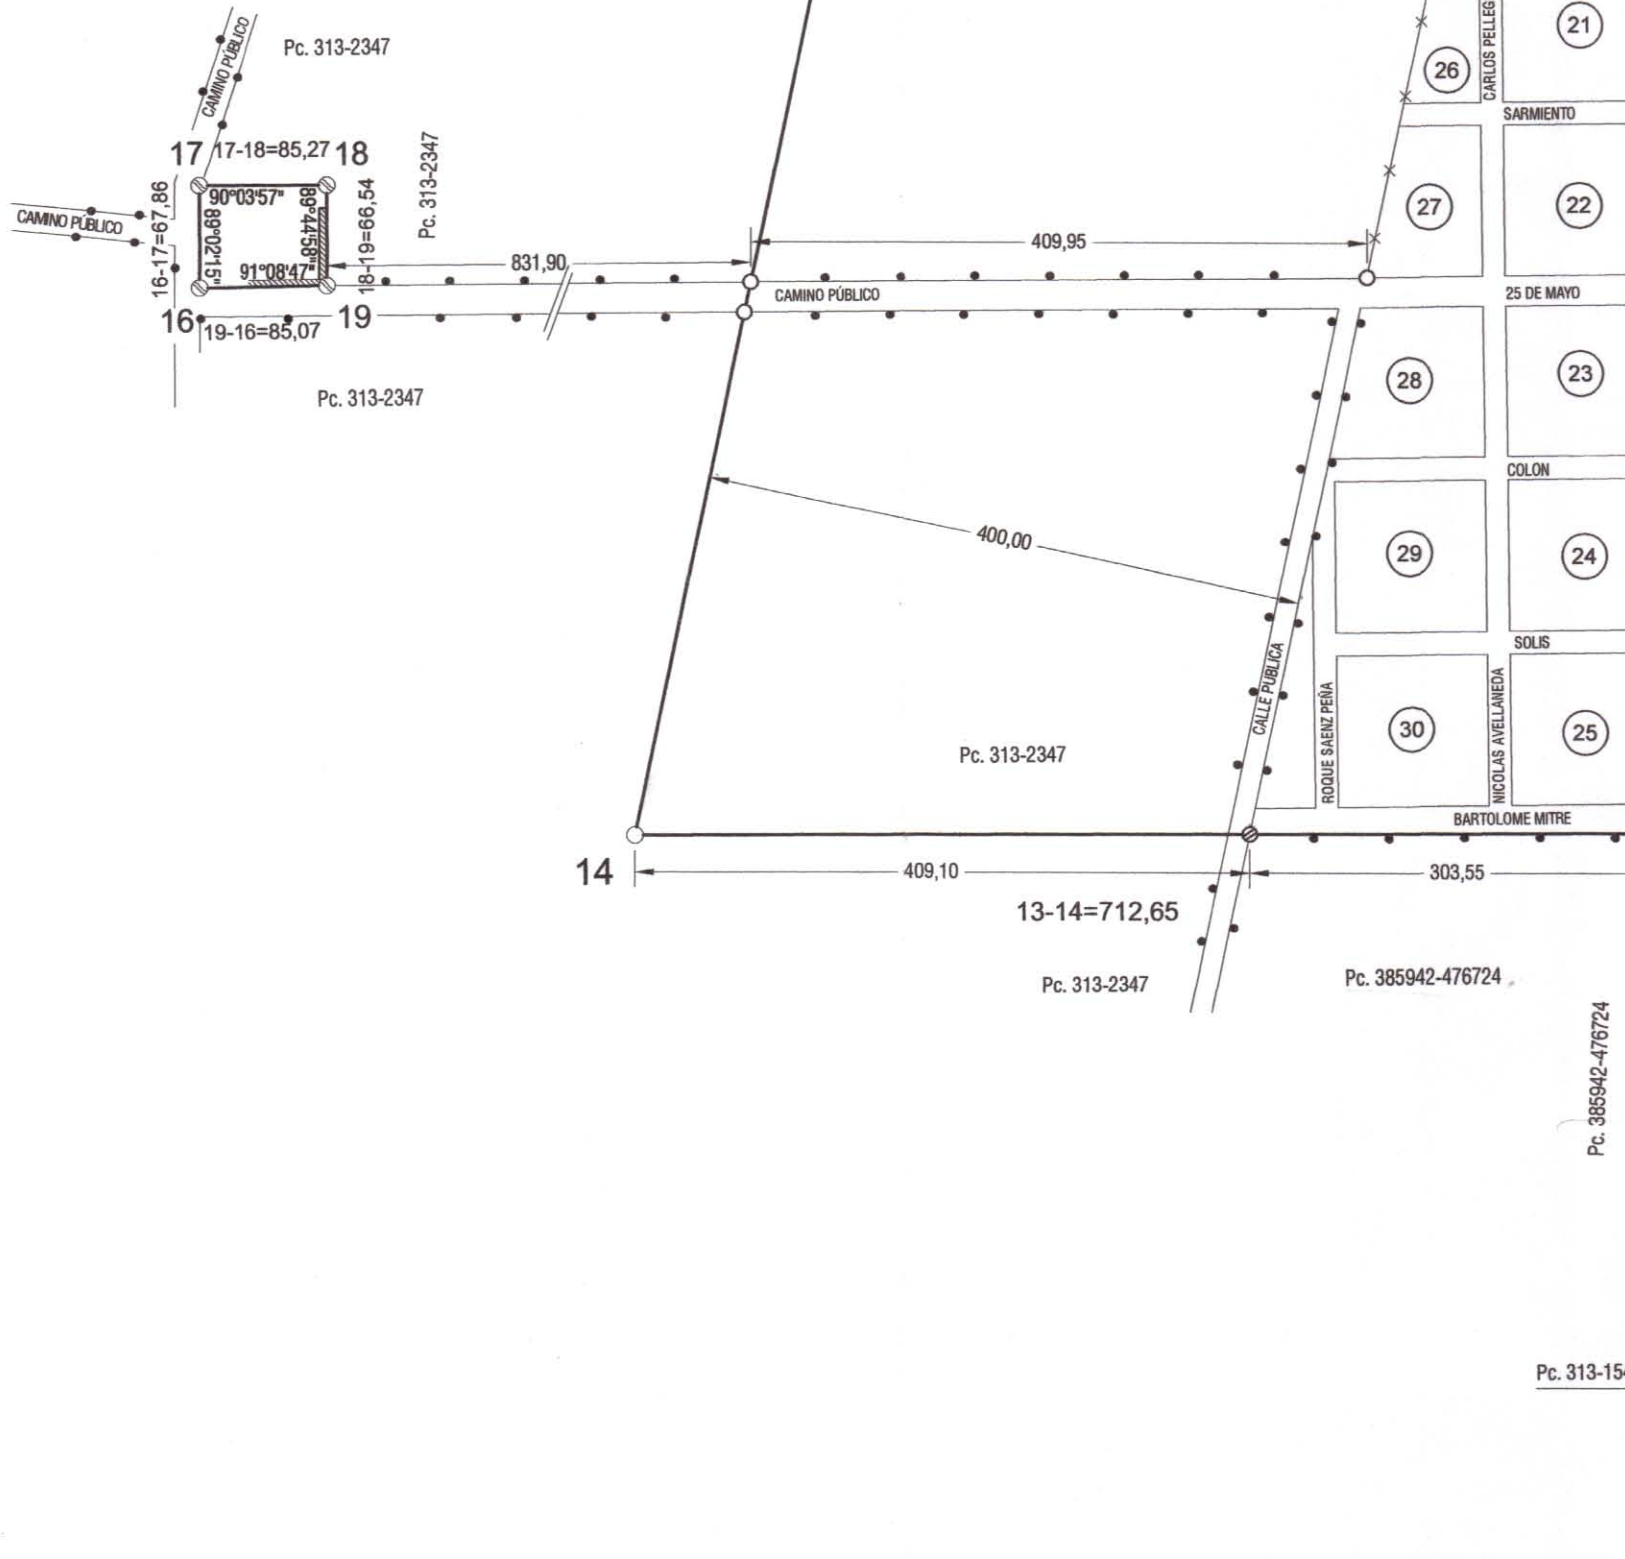 CAMINO PÚBLICO
Pc. 313-2347
26
CARLOS PELLEG
21
SARMIENTO
17
17-18=85,27
18
90°03'57"
89°44'58"
89°02'15"
91°08'47"
16-17=67,86
18-19=66,54
Pc. 313-2347
CAMINO PÚBLICO
16
19-16=85,07
19
831,90
409,95
27
22
CAMINO PÚBLICO
25 DE MAYO
Pc. 313-2347
28
23
COLON
400,00
29
24
SOLIS
CALLE PUBLICA
ROQUE SAENZ PEÑA
NICOLAS AVELLANEDA
30
25
Pc. 313-2347
BARTOLOME MITRE
14
409,10
303,55
13-14=712,65
Pc. 313-2347
Pc. 385942-476724
Pc. 385942-476724
Pc. 313-15